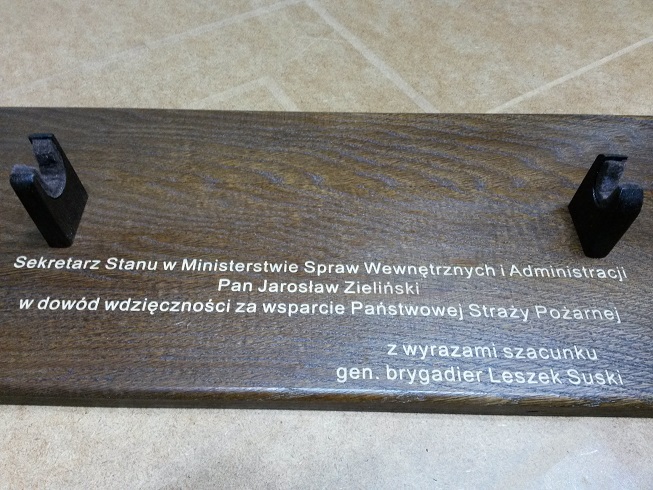 Sekretarz Stanu w Ministerstwie Spraw Wewnętrznych i Administracji
Pan Jarosław Zieliński
w dowód wdzięczności za wsparcie Państwowej Straży Pożarnej
z wyrazami szacunku
gen. brygadier Leszek Suski